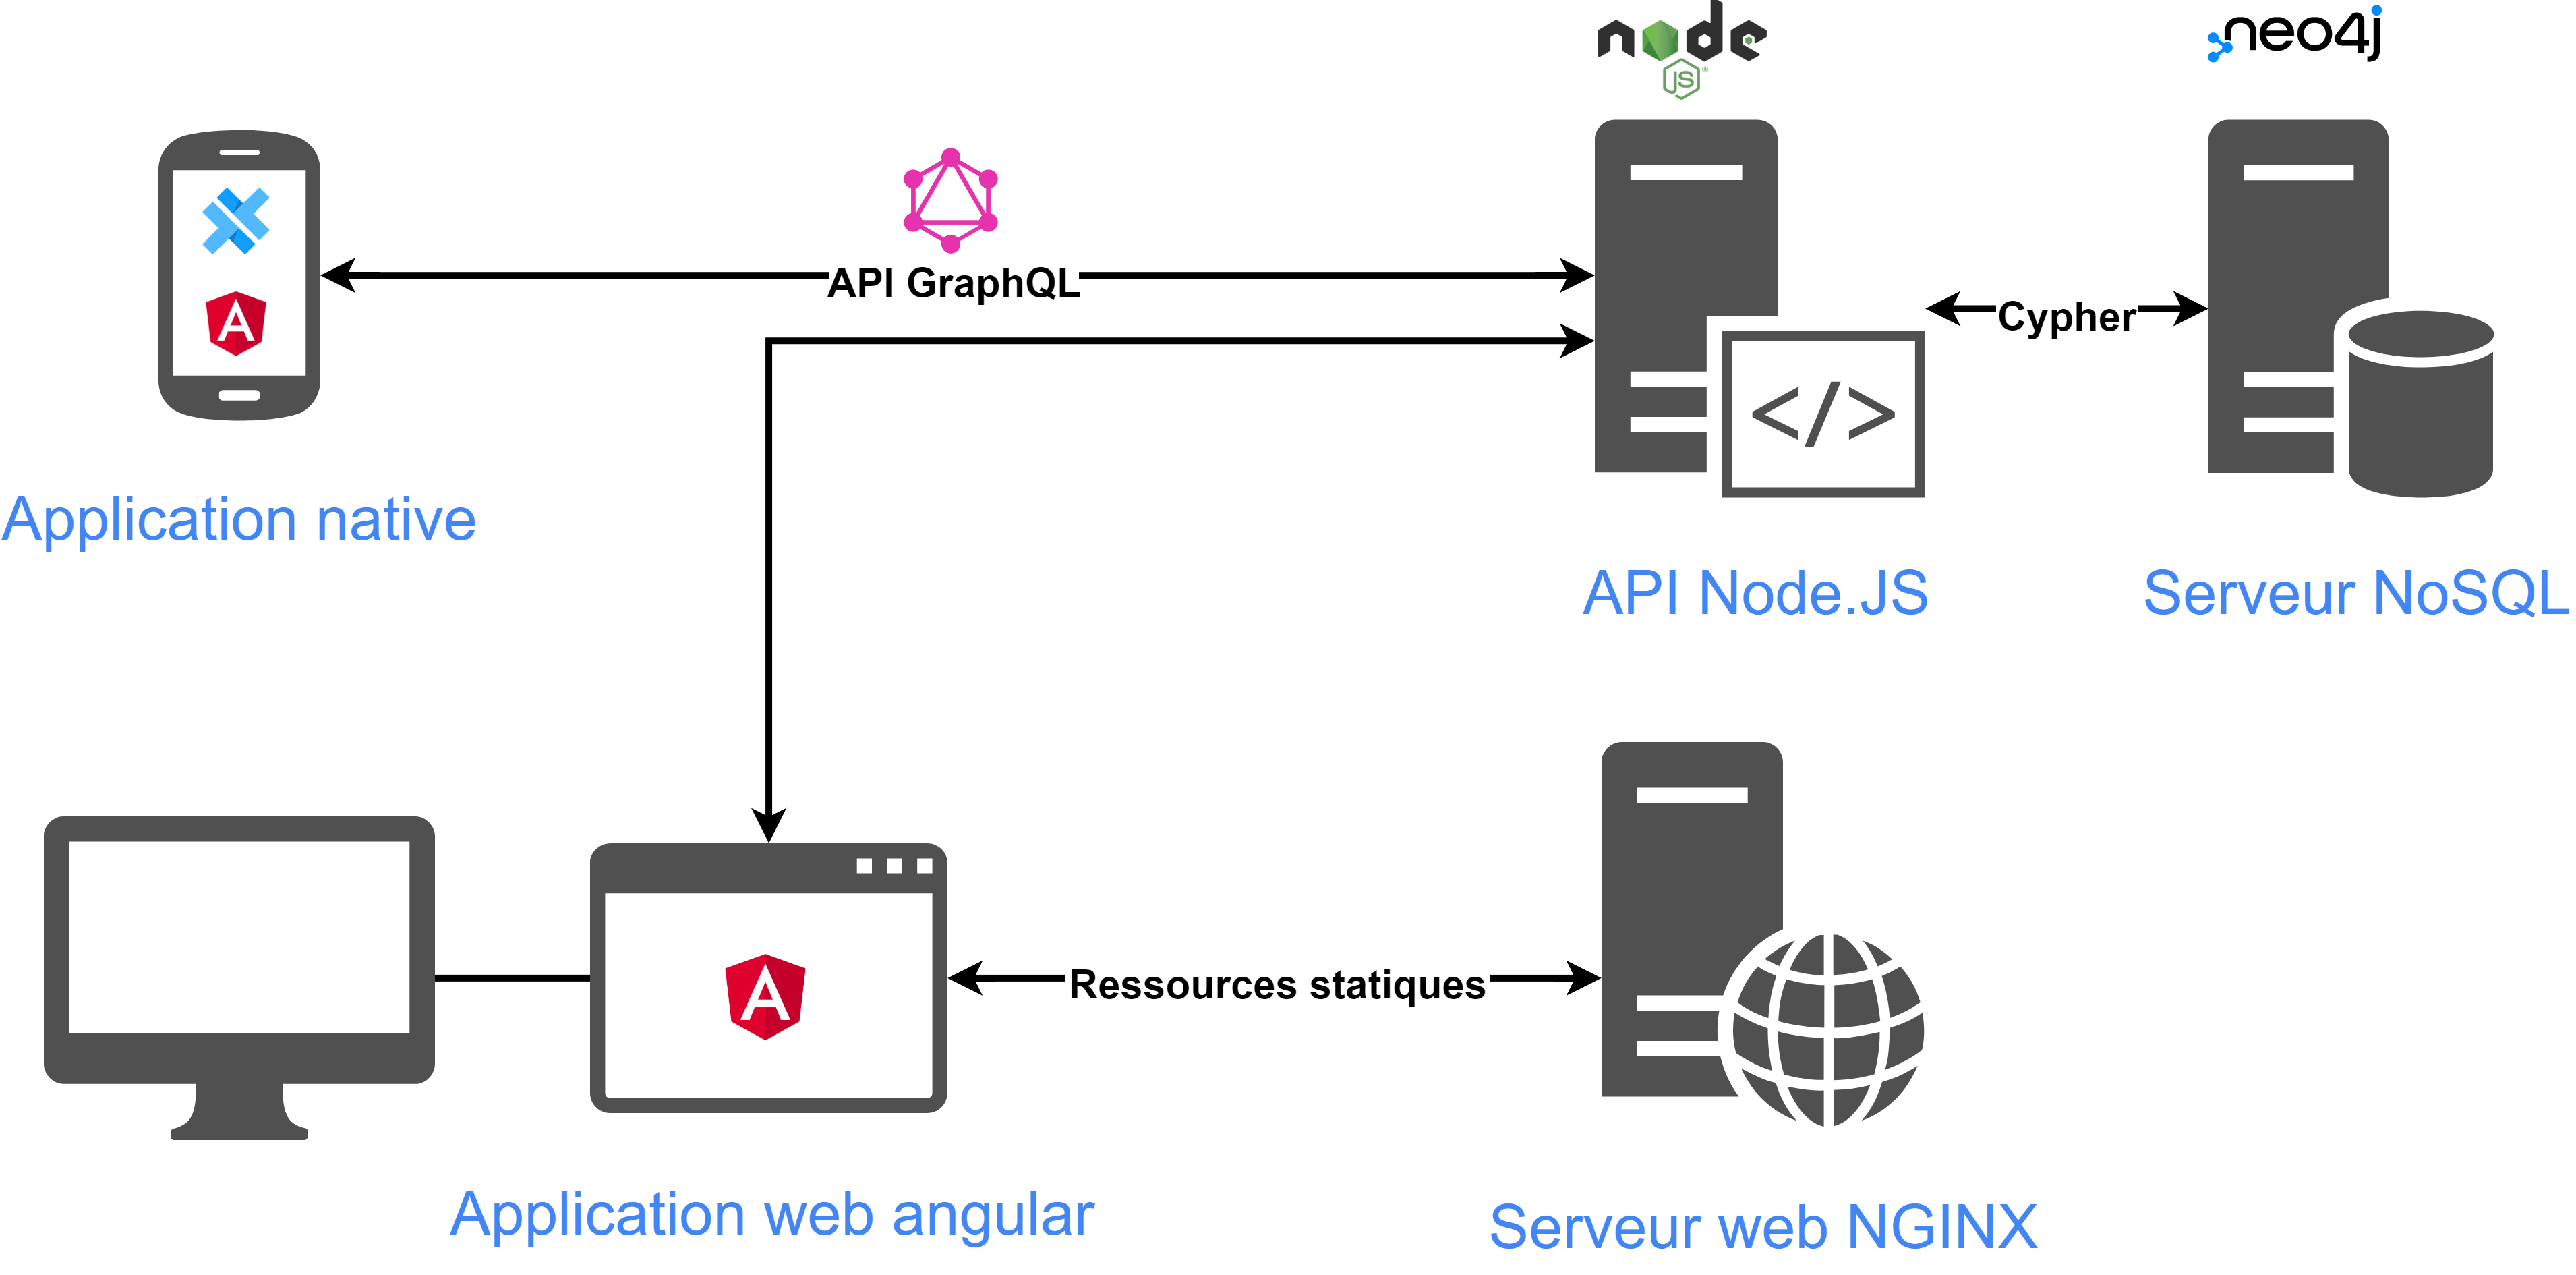 node
JS
neo4j
API GraphQL
Cypher
</>
Application native
API Node.JS
Serveur NoSQL
A
A
Ressources statiques
Application web angular
Serveur web NGINX